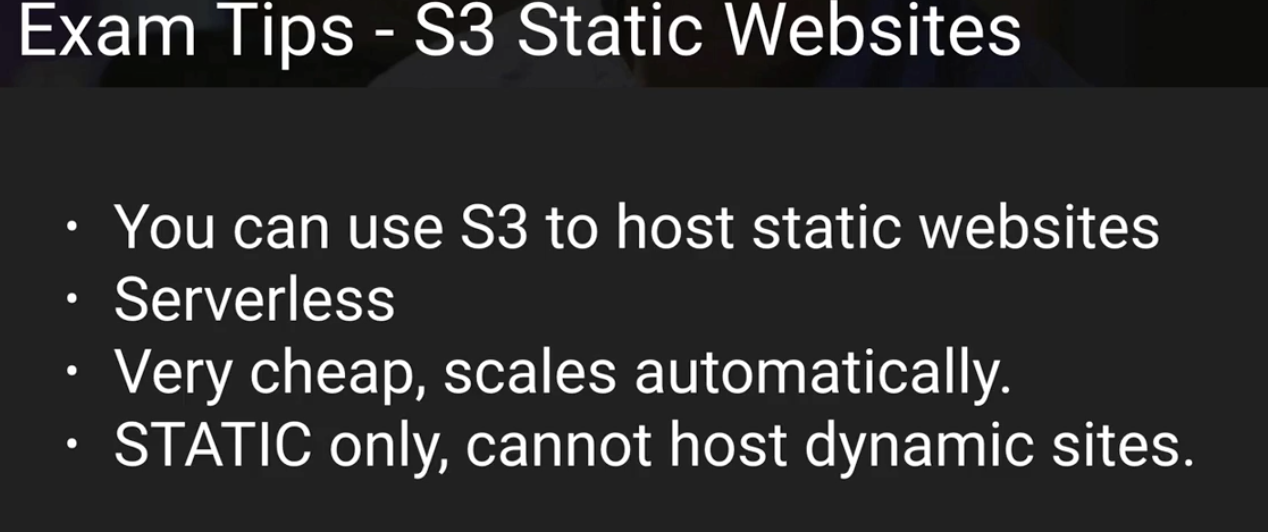 Exam Tips - S3 Static Websites
• You can use S3 to host static websites
• Serverless
• Very cheap, scales automatically.
• STATIC only, cannot host dynamic sites.